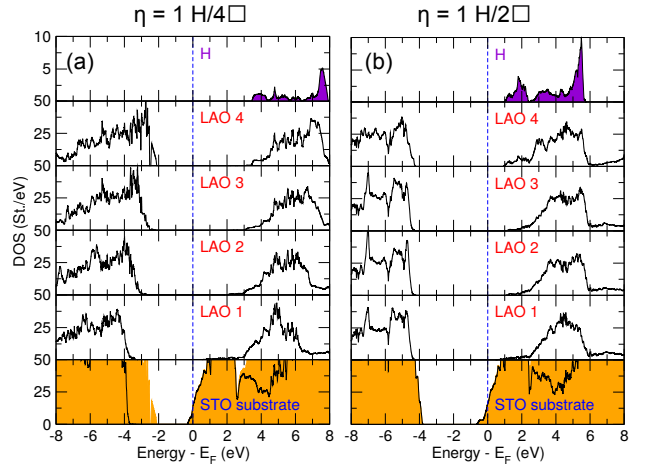 η = 1 H/4□ η = 1 H/2□
10 (a) H (b) H
5
50 LAO 4 LAO 4
25
50 LAO 3 LAO 3
25
50 LAO 2 LAO 2
25
50 LAO 1 LAO 1
25
50
25 STO substrate STO substrate
0
-8 -6 -4 -2 0 2 4 6 8 -8 -6 -4 -2 0 2 4 6 8
Energy - E_F (eV) Energy - E_F (eV)
DOS (St./eV)